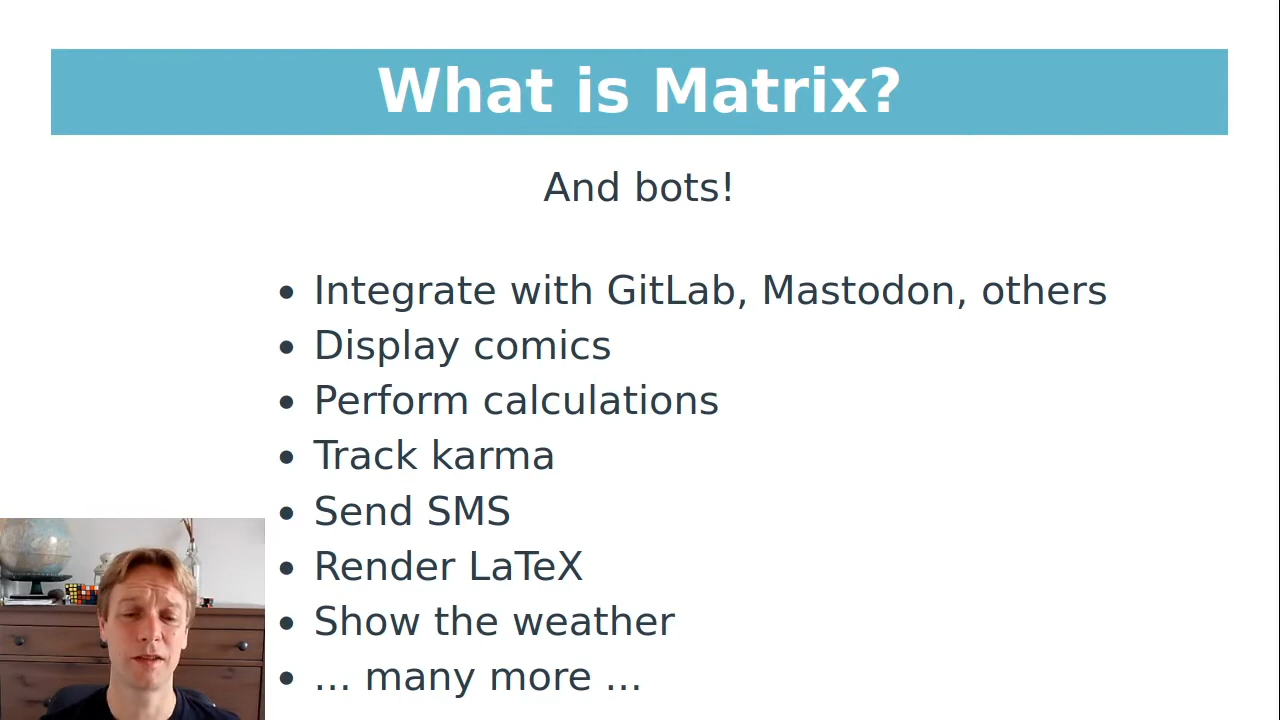 What is Matrix?
And bots!
• Integrate with GitLab, Mastodon, others
• Display comics
• Perform calculations
• Track karma
• Send SMS
• Render LaTeX
• Show the weather
• ... many more ...